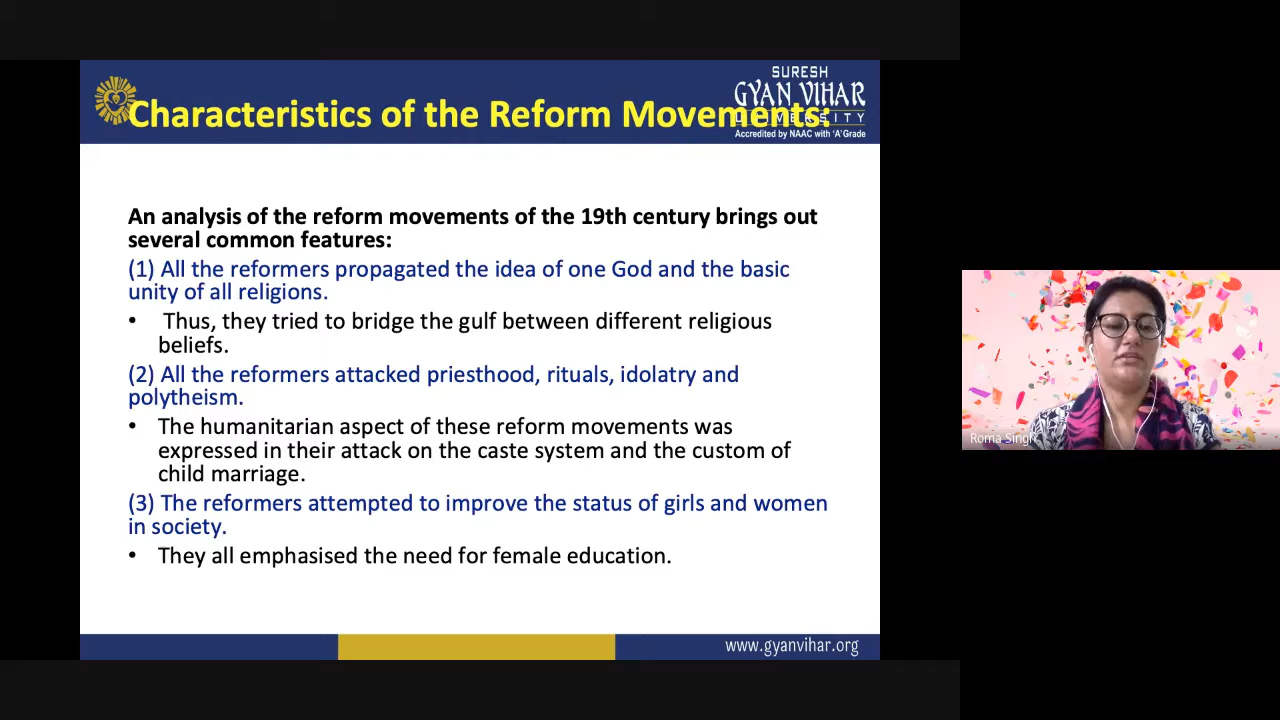 SURESH
GYAN VIHAR
UNIVERSITY
Accredited by NAAC with 'A' Grade
Characteristics of the Reform Movements:
An analysis of the reform movements of the 19th century brings out
several common features:
(1) All the reformers propagated the idea of one God and the basic
unity of all religions.
• Thus, they tried to bridge the gulf between different religious
beliefs.
(2) All the reformers attacked priesthood, rituals, idolatry and
polytheism.
• The humanitarian aspect of these reform movements was
expressed in their attack on the caste system and the custom of
child marriage.
(3) The reformers attempted to improve the status of girls and women
in society.
• They all emphasised the need for female education.
www.gyanvihar.org
Roma Singh